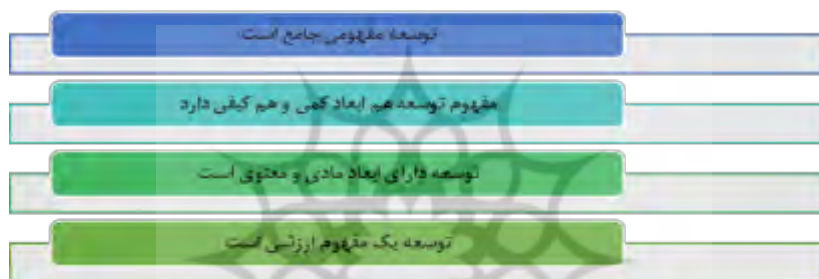 توسعه مفهومی جامع است
مفهوم توسعه هم ابعاد کمی و هم کیفی دارد
توسعه دارای ابعاد مادی و معنوی است
توسعه یک مفهوم ارزشی است